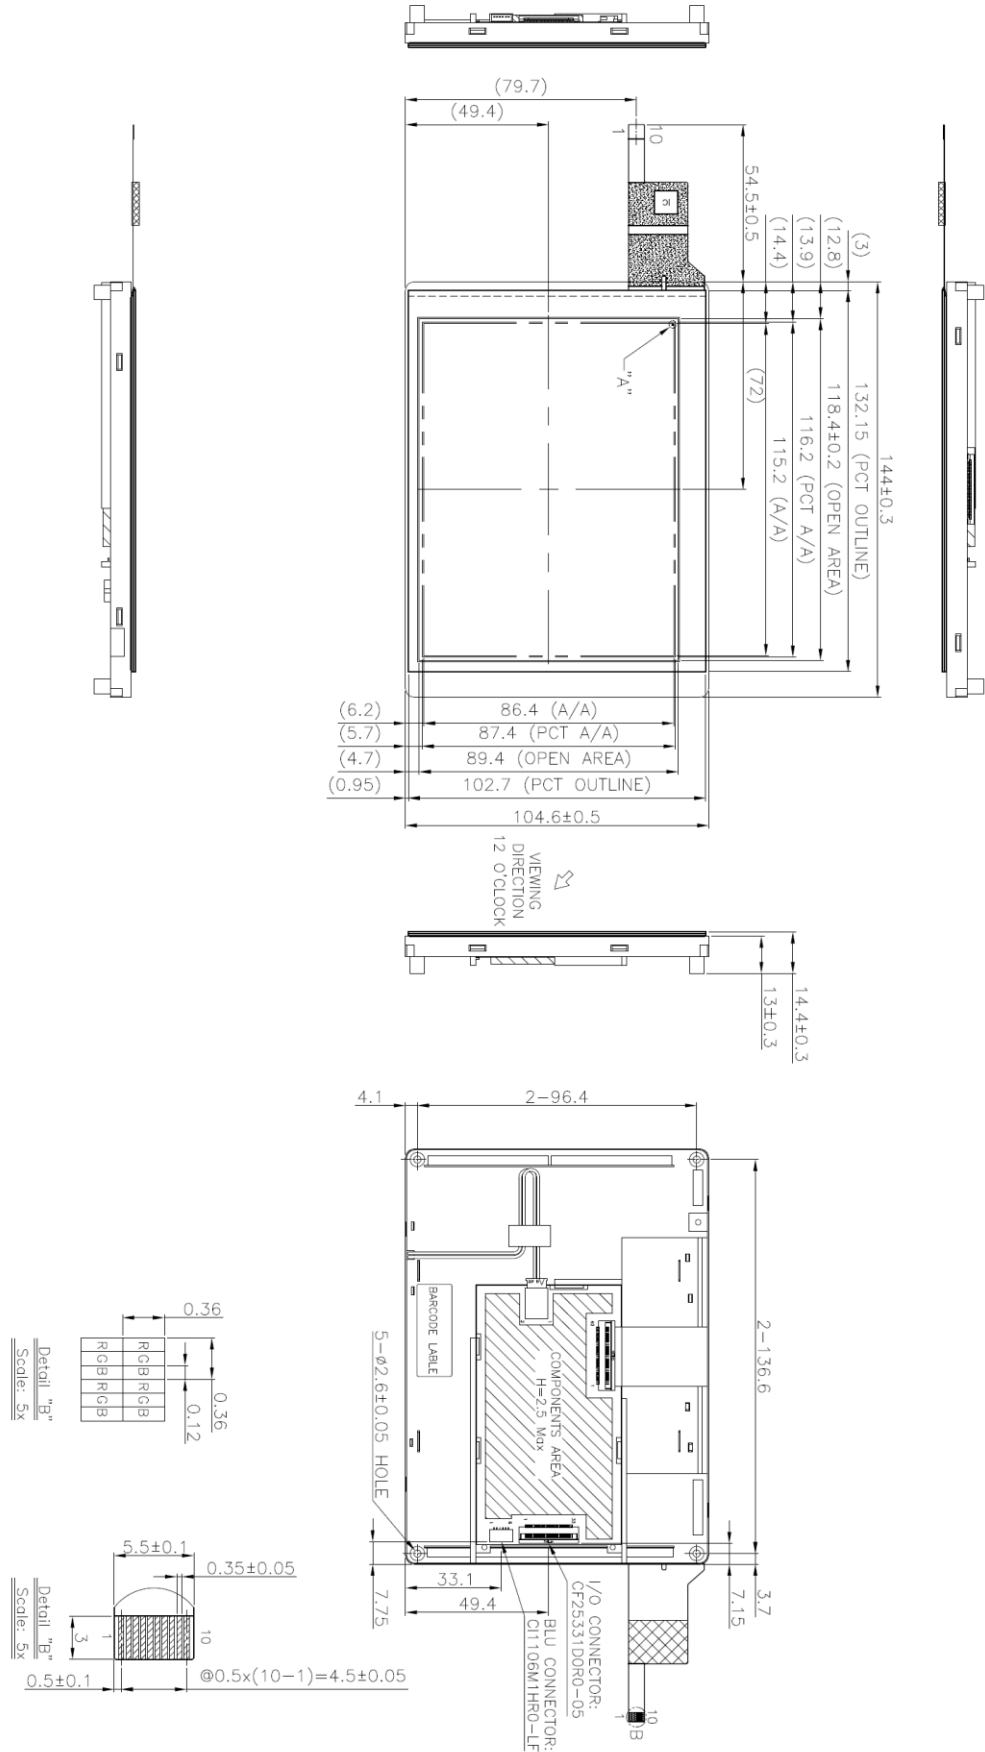 (79.7)
(49.4)
1
10
IC
54.5±0.5
(14.4)
(13.9)
(12.8)
(3)
"A"
(72)
115.2 (A/A)
116.2 (PCT A/A)
118.4±0.2 (OPEN AREA)
132.15 (PCT OUTLINE)
144±0.3
(6.2)
86.4 (A/A)
(5.7)
87.4 (PCT A/A)
(4.7)
89.4 (OPEN AREA)
(0.95)
102.7 (PCT OUTLINE)
104.6±0.5
VIEWING
DIRECTION
12 O'CLOCK
13±0.3
14.4±0.3
4.1
2-96.4
2-136.6
BARCODE LABLE
COMPONENTS AREA
H=2.5 Max
5-ø2.6±0.05 HOLE
7.75
33.1
49.4
7.15
3.7
I/O CONNECTOR:
CF25331D0R0-05
BLU CONNECTOR:
CI1106M1HR0-LF
10
1
B
0.36
0.36
0.12
RGB RGB
RGB RGB
RGB RGB
RGB RGB
Detail "B"
Scale: 5x
5.5±0.1
0.35±0.05
10
1
3
0.5±0.1
@0.5x(10-1)=4.5±0.05
Detail "B"
Scale: 5x